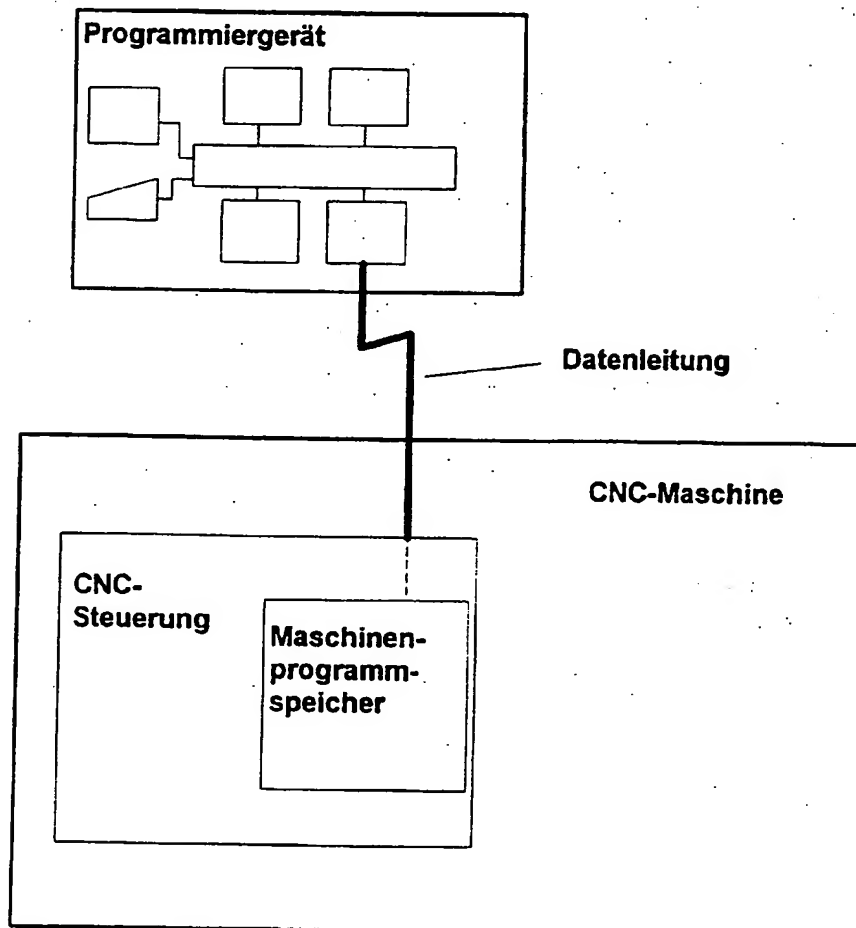 Programmiergerät
Datenleitung
CNC-Maschine
CNC-
Steuerung
Maschinen-
programm-
speicher